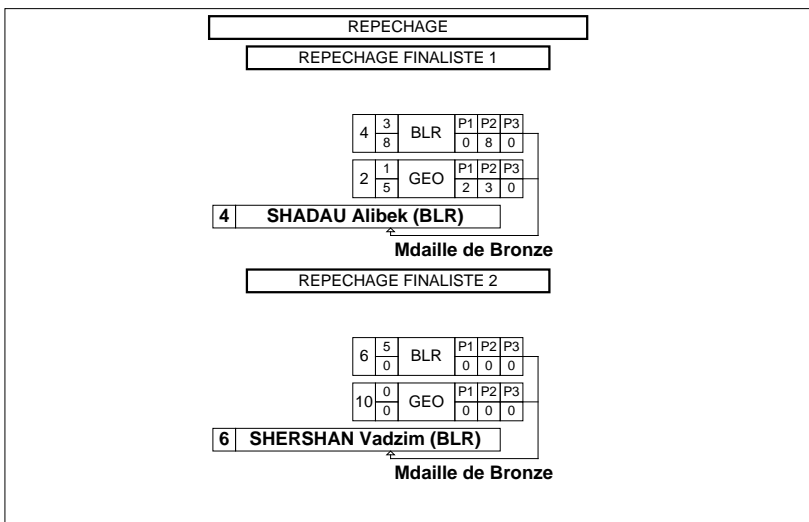 REPECHAGE
REPECHAGE FINALISTE 1
4 3 BLR P1 P2 P3
8 0 8 0
2 1 GEO P1 P2 P3
5 2 3 0
4 SHADAU Alibek (BLR)
Mdaille de Bronze
REPECHAGE FINALISTE 2
6 5 BLR P1 P2 P3
0 0 0 0
10 0 GEO P1 P2 P3
0 0 0 0
6 SHERSHAN Vadzim (BLR)
Mdaille de Bronze